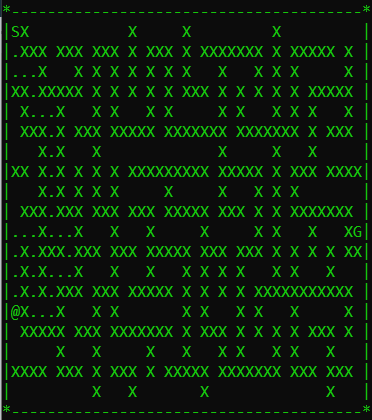 *---------------------------------------*
|SX           X     X         X         |
|.XXX XXX XXX X XXX X XXXXXXX X XXXXX X |
|...X   X X X X X X X   X   X X X     X |
|XX.XXXXX X X X X X XXX X X X X X XXXXX |
| X...X   X X   X X     X X   X X X   X |
| XXX.X XXX XXXXX XXXXXXX XXXXXXX X XXX |
|   X.X   X             X     X   X     |
|XX X.X X X X XXXXXXXXX XXXXX X XXX XXXX|
|   X.X X X X     X     X   X X X       |
| XXX.XXX XXX XXX XXXXX XXX X X XXXXXXX |
|...X...X   X   X     X     X X   X   XG|
|.X.XXX.XXX XXX XXXXX XXX XXX X X X X XX|
|.X.X...X   X   X   X X X X   X X   X   |
|.X.X.XXX XXX XXXXX X X X X XXXXXXXXXXX |
|@X...X   X X       X X   X X   X     X |
| XXXXX XXX XXXXXXX X XXX X X X X XXX X |
|     X   X     X   X   X X   X X   X   |
|XXXX XXX X XXX X XXXXX XXXXXXX XXX XXX |
|         X   X       X             X   |
*---------------------------------------*